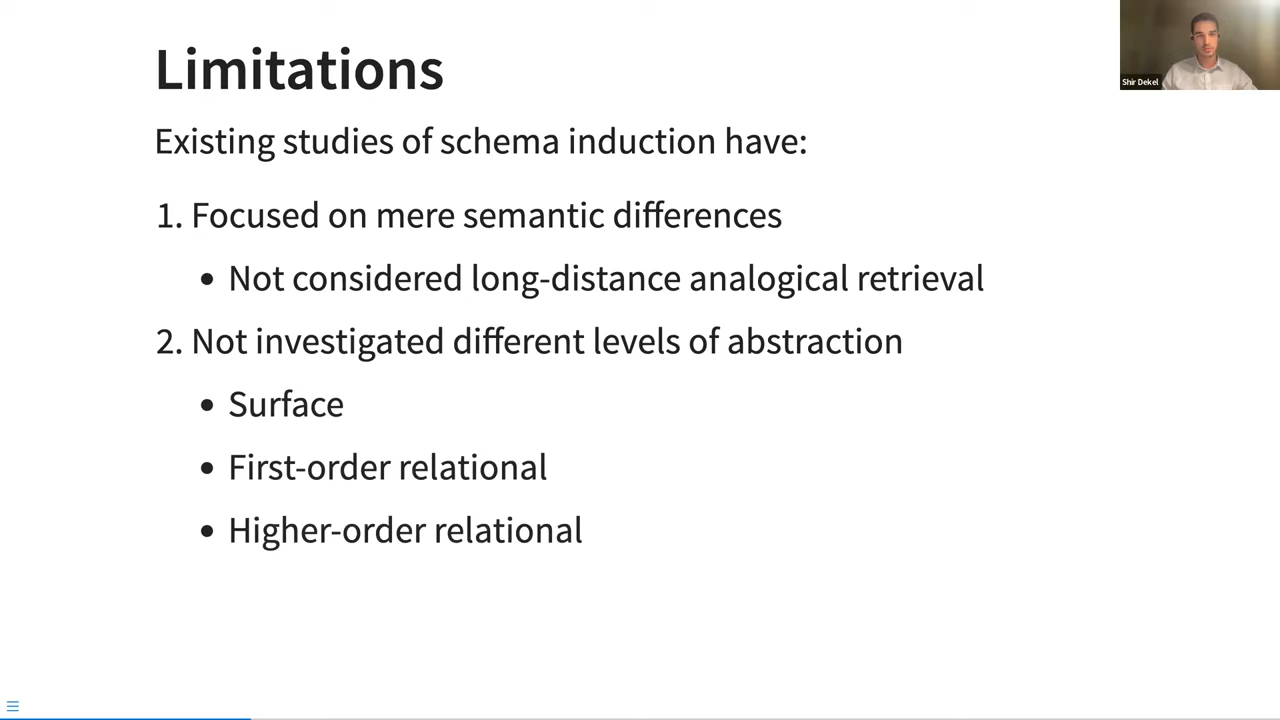 Limitations
Shir Dekel
Existing studies of schema induction have:
1. Focused on mere semantic differences
• Not considered long-distance analogical retrieval
2. Not investigated different levels of abstraction
• Surface
• First-order relational
• Higher-order relational